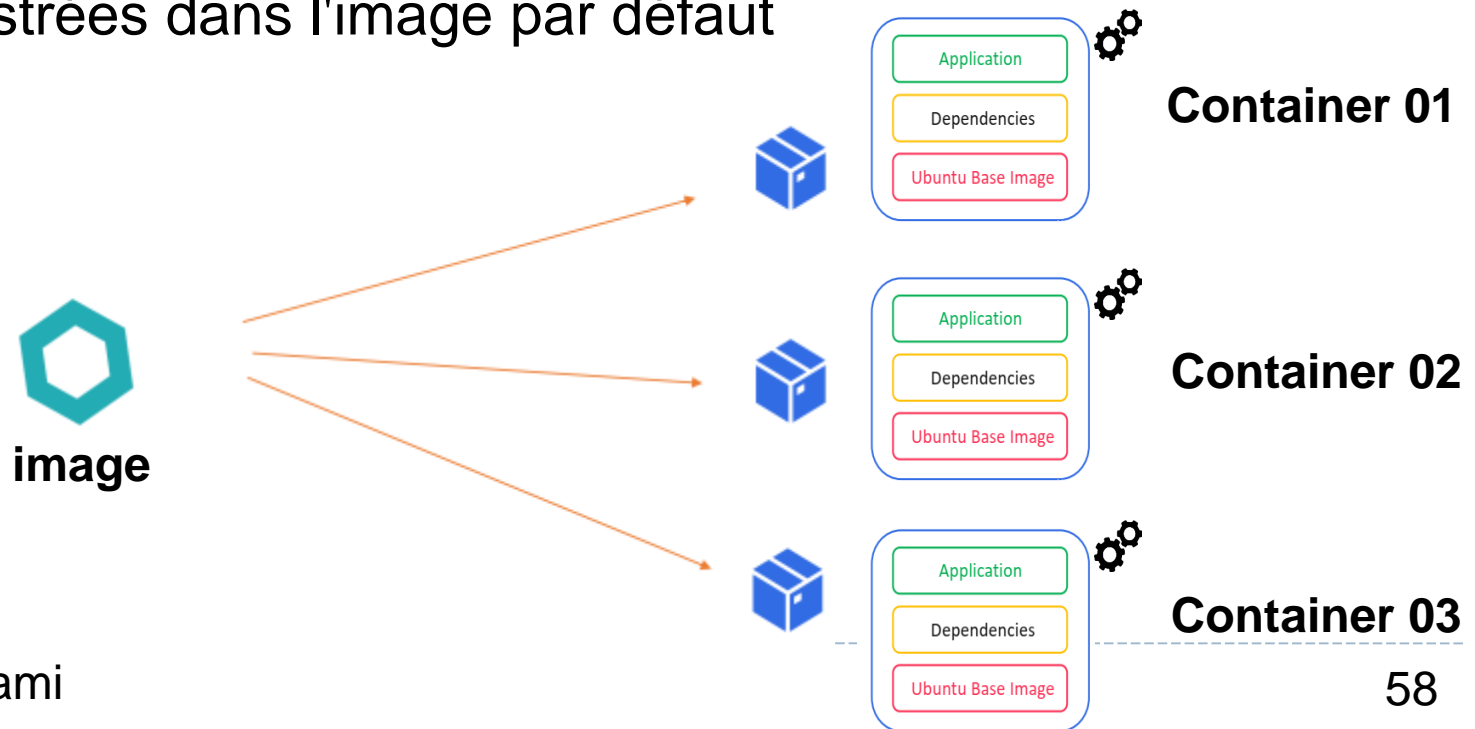 strées dans l'image par défaut
Application
Container 01
Dependencies
Ubuntu Base Image
Application
Container 02
Dependencies
Ubuntu Base Image
image
Application
Container 03
Dependencies
Ubuntu Base Image
ami
58